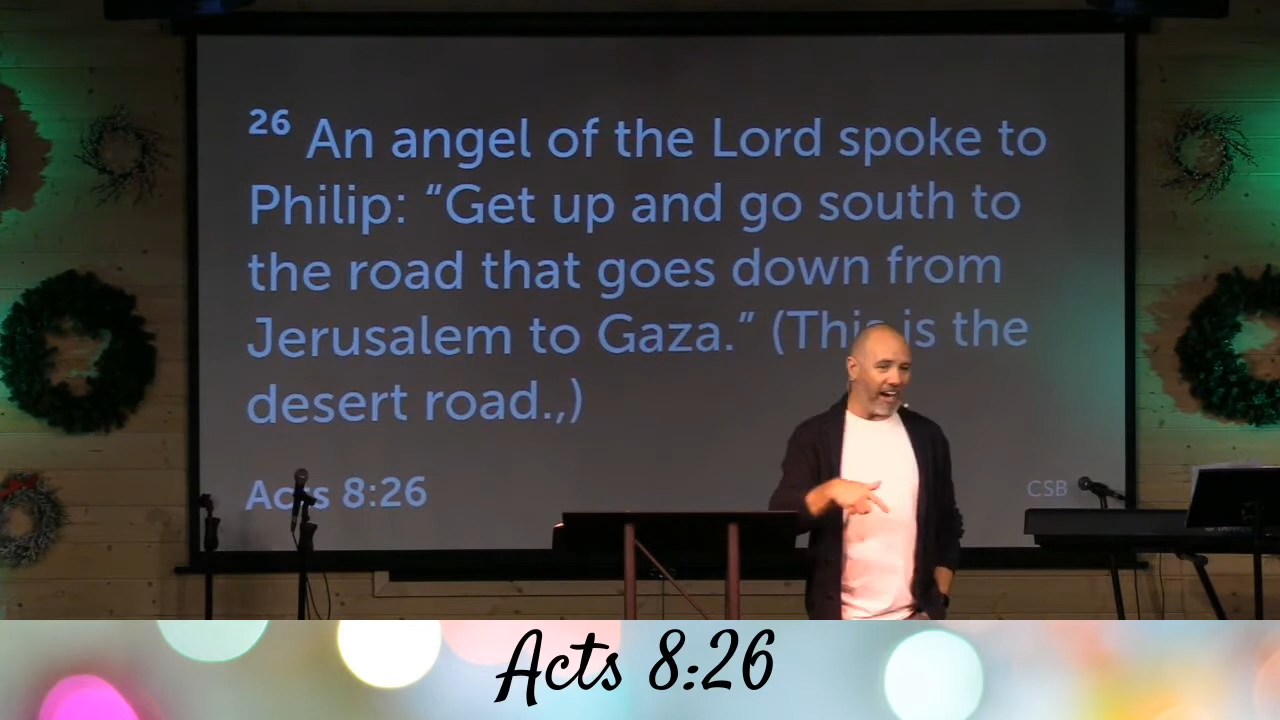 26 An angel of the Lord spoke to
Philip: “Get up and go south to
the road that goes down from
Jerusalem to Gaza.” (This is the
desert road.,)
Acts 8:26
CSB
Acts 8:26